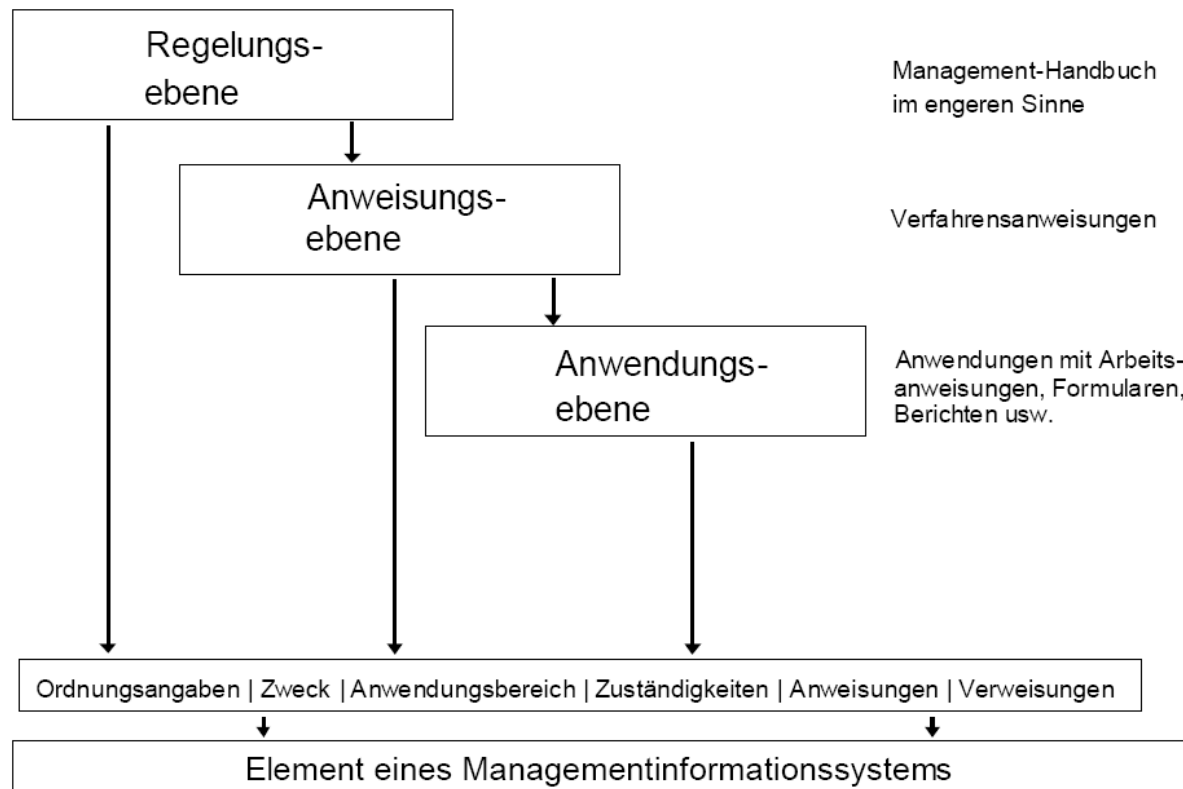 Regelungs-
ebene
Management-Handbuch
im engeren Sinne
Anweisungs-
ebene
Verfahrensanweisungen
Anwendungs-
ebene
Anwendungen mit Arbeits-
anweisungen, Formularen,
Berichten usw.
Ordnungsangaben | Zweck | Anwendungsbereich | Zuständigkeiten | Anweisungen | Verweisungen
Element eines Managementinformationssystems